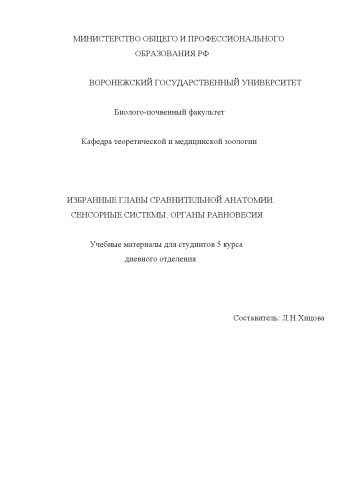 МИНИСТЕРСТВО ОБЩЕГО И ПРОФЕССИОНАЛЬНОГО
ОБРАЗОВАНИЯ РФ
ВОРОНЕЖСКИЙ ГОСУДАРСТВЕННЫЙ УНИВЕРСИТЕТ
Биолого-почвенный факультет
Кафедра теоретической и медицинской зоологии
ИЗБРАННЫЕ ГЛАВЫ СРАВНИТЕЛЬНОЙ АНАТОМИИ.
СЕНСОРНЫЕ СИСТЕМЫ: ОРГАНЫ РАВНОВЕСИЯ
Учебные материалы для студентов 5 курса
дневного отделения
Составитель: Л.Н.Хицова